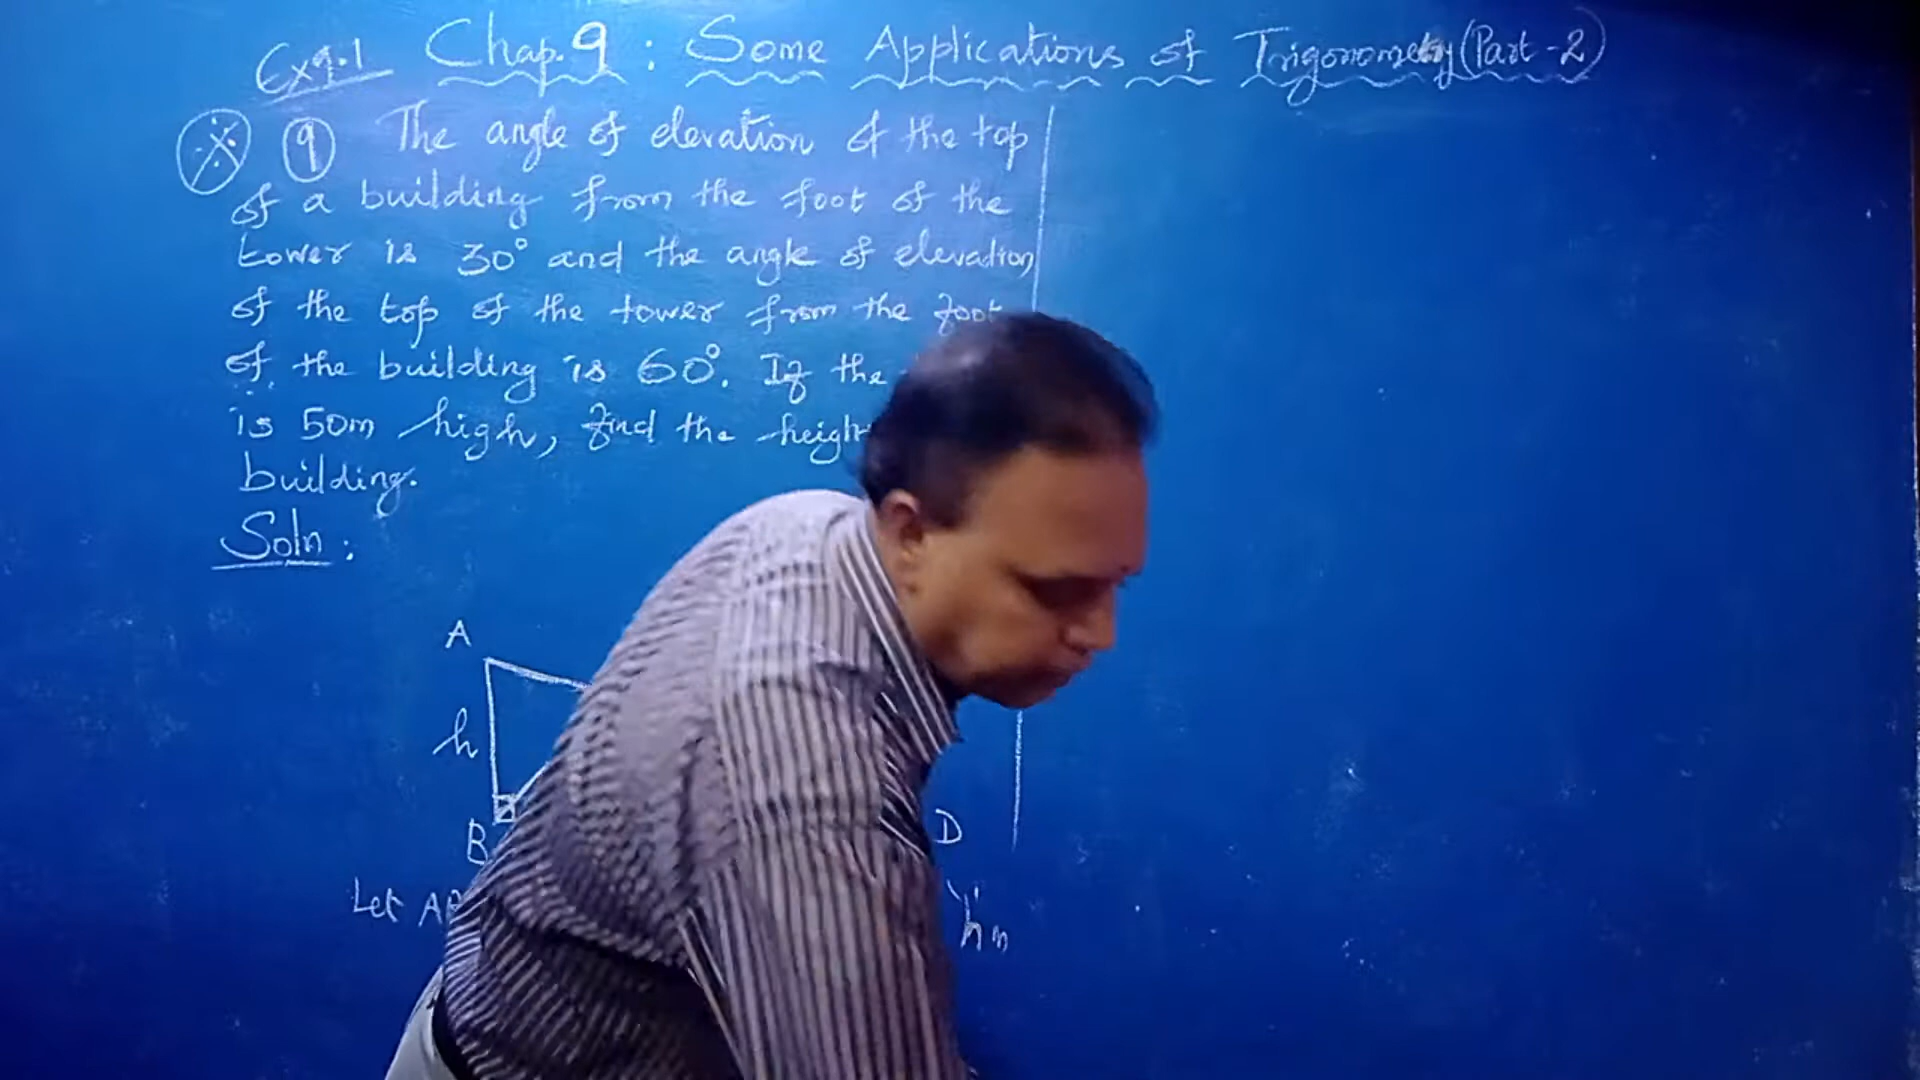 Ex9.1 Chap.9 : Some Applications of Trigonometry (Part-2)
9 The angle of elevation of the top
of a building from the foot of the
tower is 30° and the angle of elevation
of the top of the tower from the foot
of the building is 60°. If the
is 50m high, find the height
building.
Soln :
A
h
B
D
Let
'h' m